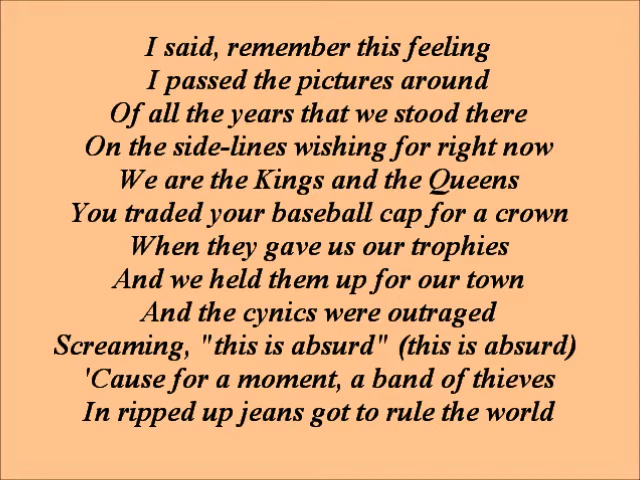 I said, remember this feeling
I passed the pictures around
Of all the years that we stood there
On the side-lines wishing for right now
We are the Kings and the Queens
You traded your baseball cap for a crown
When they gave us our trophies
And we held them up for our town
And the cynics were outraged
Screaming, "this is absurd" (this is absurd)
'Cause for a moment, a band of thieves
In ripped up jeans got to rule the world